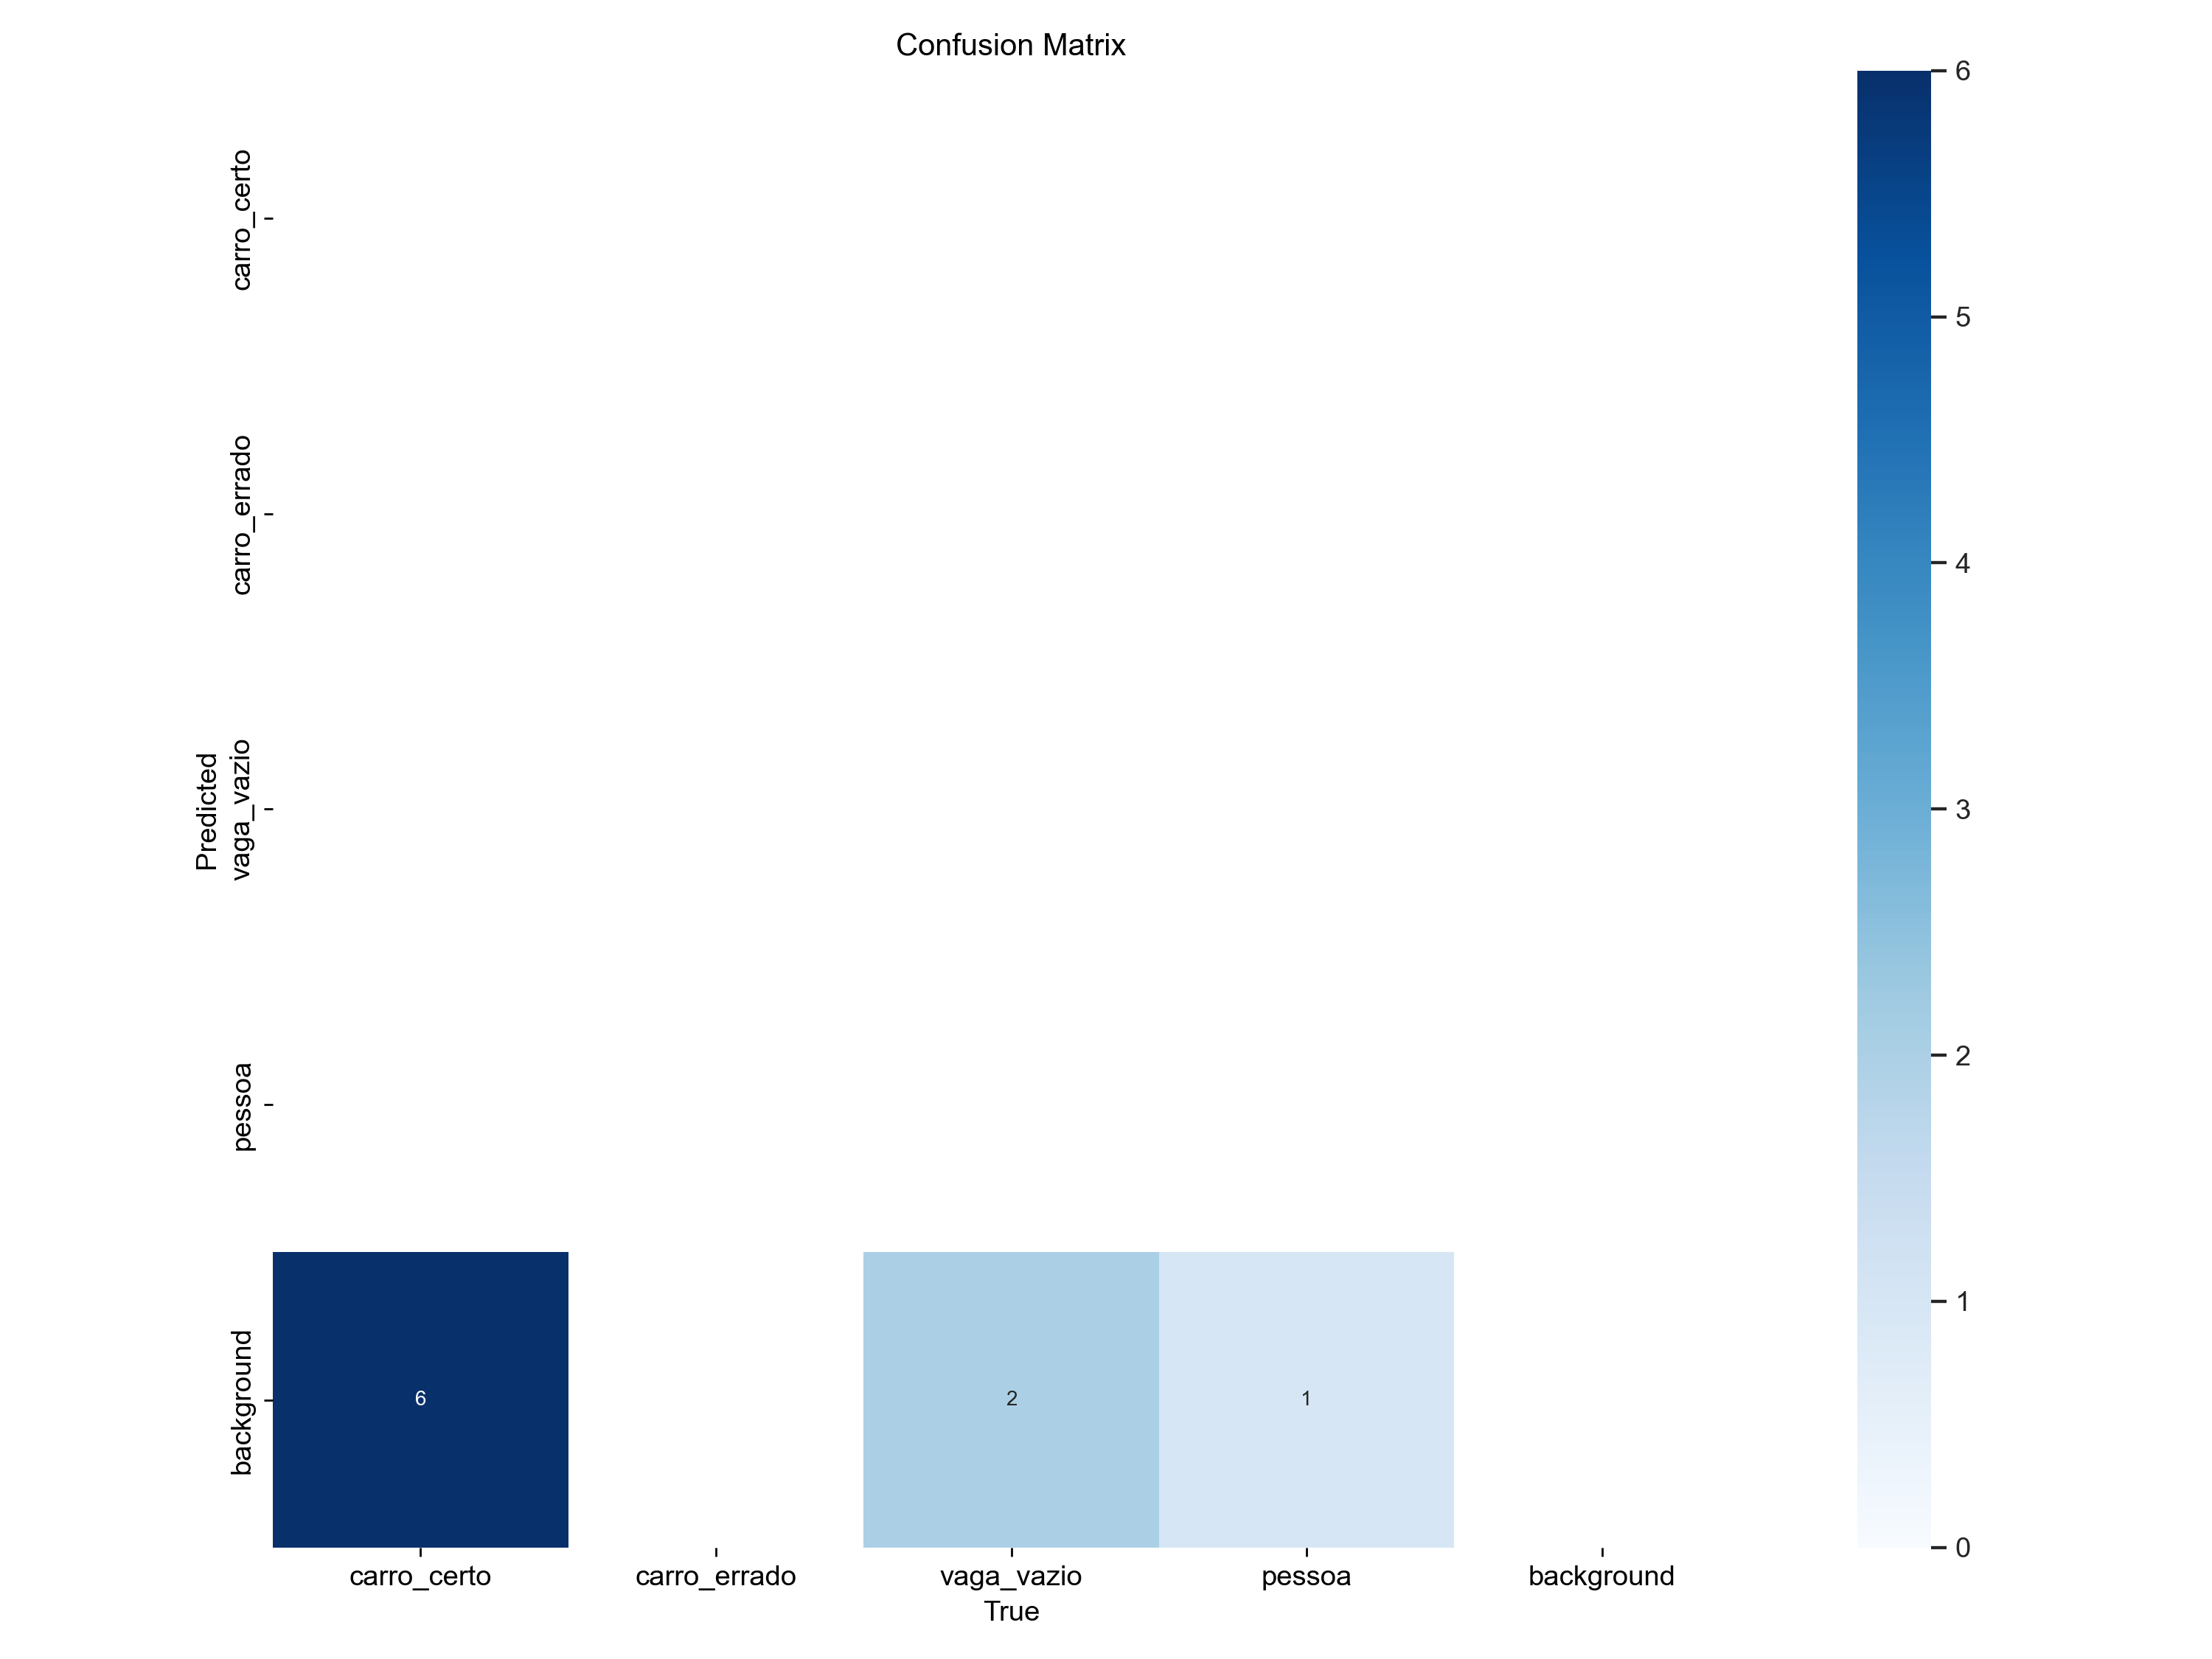 Confusion Matrix
carro_certo
carro_errado
vaga_vazio
pessoa
background
Predicted
6
2
1
carro_certo
carro_errado
vaga_vazio
pessoa
background
True
6
5
4
3
2
1
0